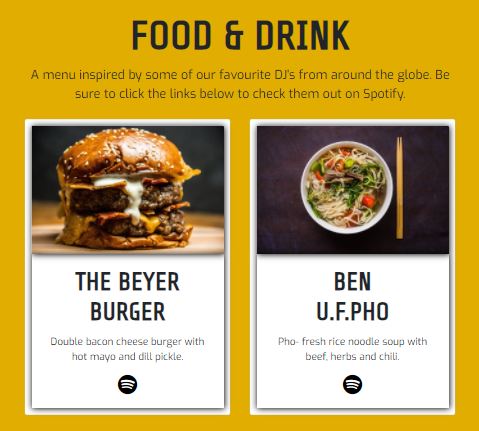 FOOD & DRINK
A menu inspired by some of our favourite DJ's from around the globe. Be
sure to click the links below to check them out on Spotify.
THE BEYER
BURGER
Double bacon cheese burger with
hot mayo and dill pickle.
BEN
U.F.PHO
Pho- fresh rice noodle soup with
beef, herbs and chili.